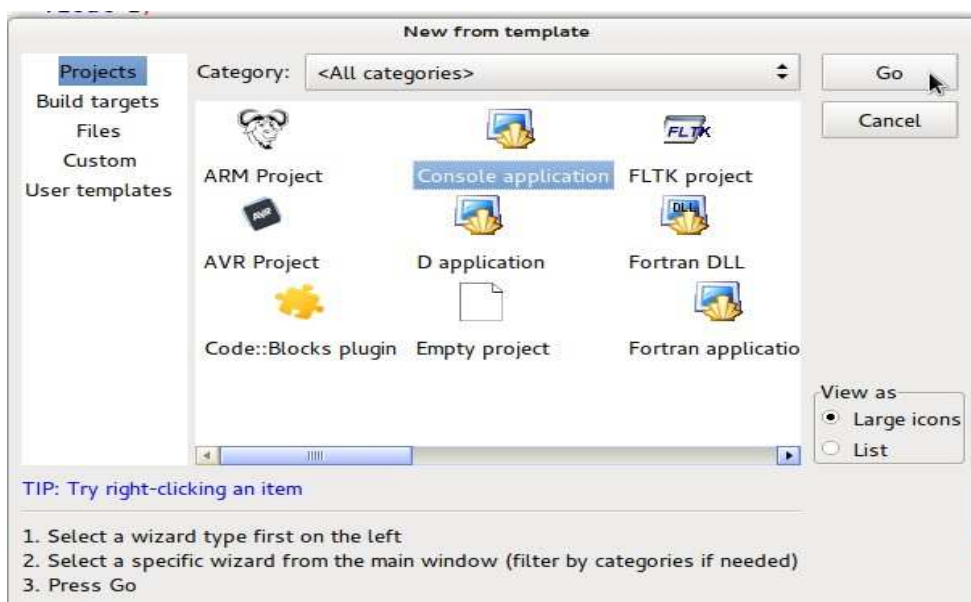 New from template
Projects
Build targets
Files
Custom
User templates
Category: <All categories>
Go
Cancel
ARM Project
Console application
FLTK
FLTK project
AVR
AVR Project
D application
DLL
Fortran DLL
Code::Blocks plugin
Empty project
Fortran applicatio
View as
Large icons
List
TIP: Try right-clicking an item
1. Select a wizard type first on the left
2. Select a specific wizard from the main window (filter by categories if needed)
3. Press Go